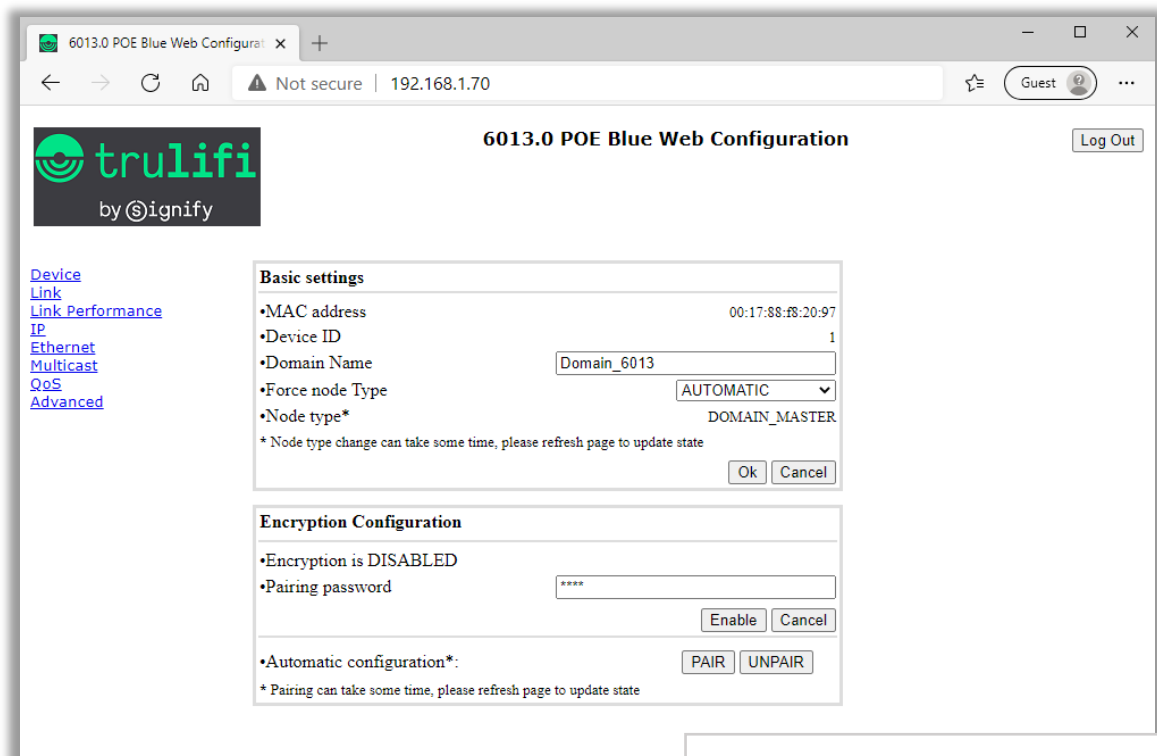 6013.0 POE Blue Web Configurat
Not secure | 192.168.1.70
Guest
trulifi
by signify
6013.0 POE Blue Web Configuration
Log Out
Device
Link
Link Performance
IP
Ethernet
Multicast
QoS
Advanced
Basic settings
•MAC address 00:17:88:f8:20:97
•Device ID 1
•Domain Name Domain_6013
•Force node Type AUTOMATIC
•Node type* DOMAIN_MASTER
* Node type change can take some time, please refresh page to update state
Ok Cancel
Encryption Configuration
•Encryption is DISABLED
•Pairing password ****
Enable Cancel
•Automatic configuration*: PAIR UNPAIR
* Pairing can take some time, please refresh page to update state